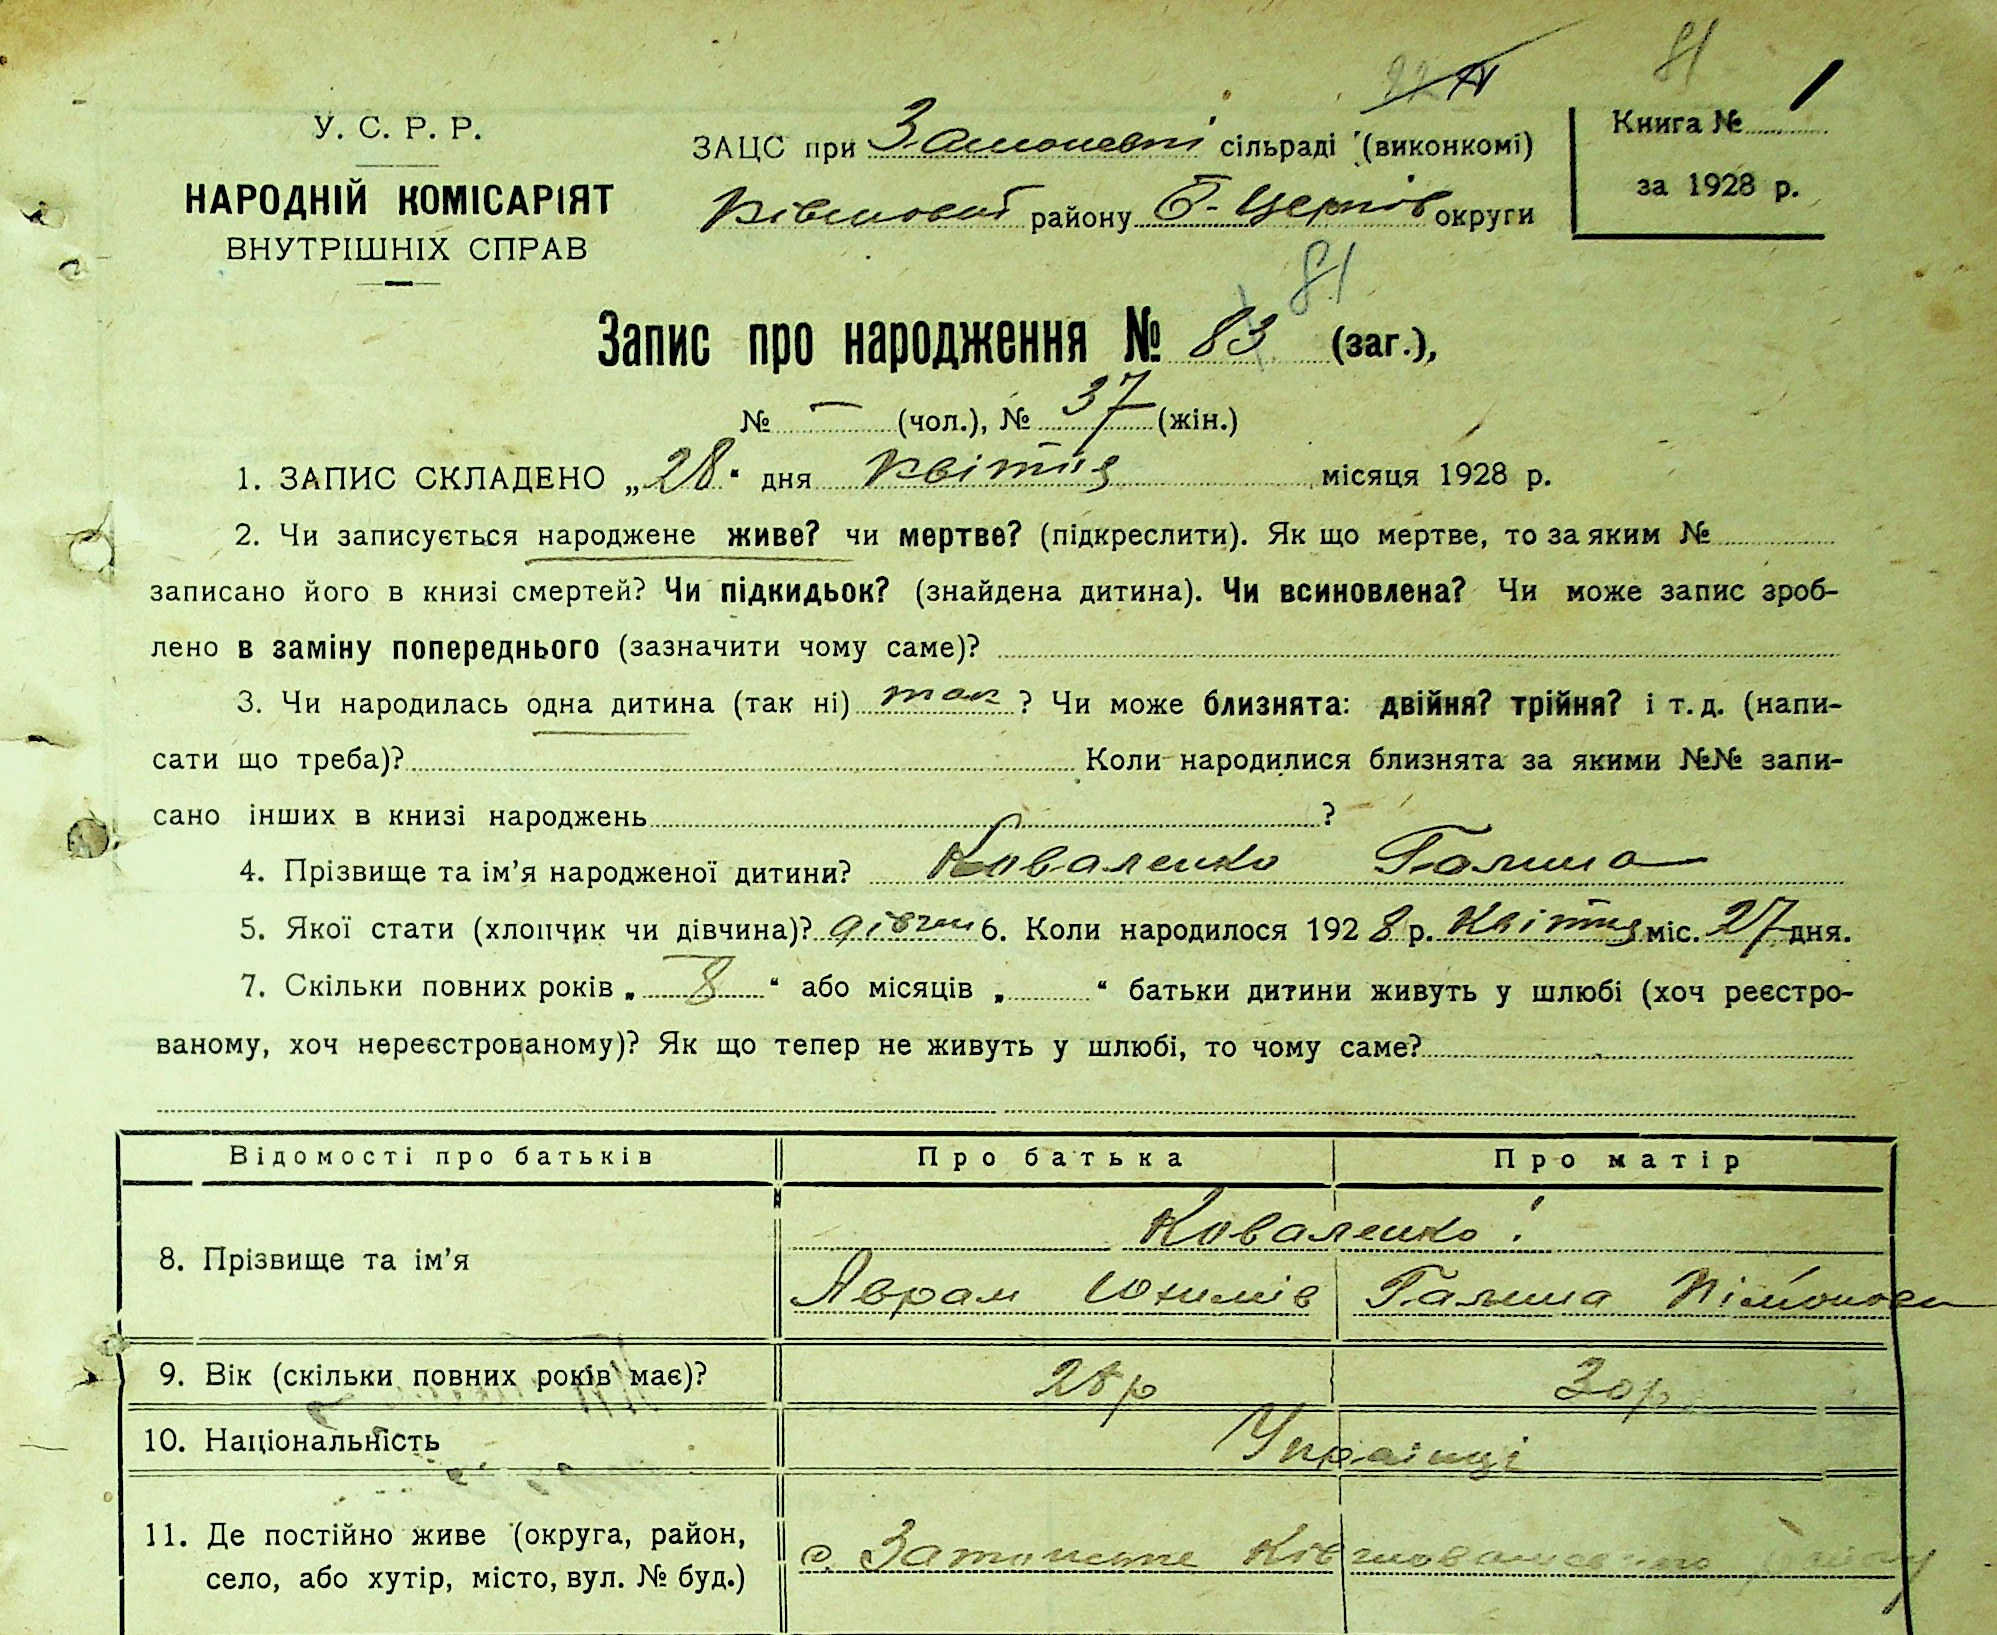 81
У. С. Р. Р.
НАРОДНІЙ КОМІСАРІЯТ
ВНУТРІШНІХ СПРАВ
ЗАЦС при сільраді (виконкомі)
району Б-Церків округи
Книга № 1
за 1928 р.
81
Запис про народження № 83 (заг.),
№ — (чол.), № 37 (жін.)
1. ЗАПИС СКЛАДЕНО „28“ дня квітня місяця 1928 р.
2. Чи записується народжене живе? чи мертве? (підкреслити). Як що мертве, то за яким №
записано його в книзі смертей? Чи підкидьок? (знайдена дитина). Чи всиновлена? Чи може запис зроб-
лено в заміну попереднього (зазначити чому саме)?
3. Чи народилась одна дитина (так ні) так ? Чи може близнята: двійня? трійня? і т. д. (напи-
сати що треба)? Коли народилися близнята за якими №№ запи-
сано інших в книзі народжень ?
4. Прізвище та ім’я народженої дитини? Коваленко Галина
5. Якої стати (хлопчик чи дівчина)? дівчин 6. Коли народилося 1928 р. Квітня міс. 27 дня.
7. Скільки повних років „ 8 “ або місяців „ “ батьки дитини живуть у шлюбі (хоч реєстро-
ваному, хоч нереєстрованому)? Як що тепер не живуть у шлюбі, то чому саме?
Відомості про батьків Про батька Про матір
8. Прізвище та ім’я Коваленко
Аврам Юхимів Галина
9. Вік (скільки повних років має)? 28 р 30 р
10. Національність Українці
11. Де постійно живе (округа, район,
село, або хутір, місто, вул. № буд.)
с. району